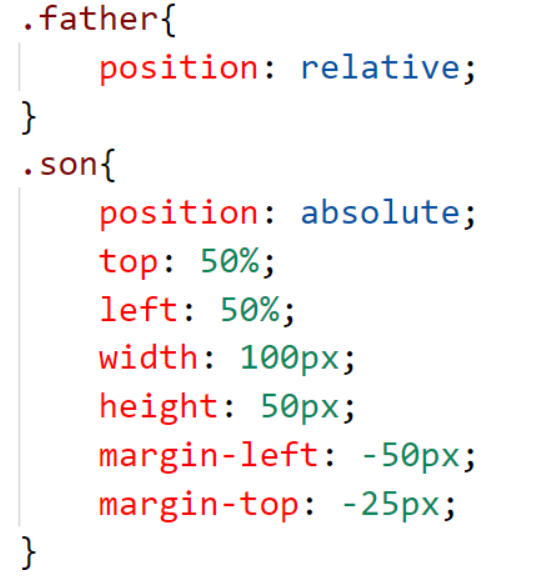 .father{
    position: relative;
}
.son{
    position: absolute;
    top: 50%;
    left: 50%;
    width: 100px;
    height: 50px;
    margin-left: -50px;
    margin-top: -25px;
}